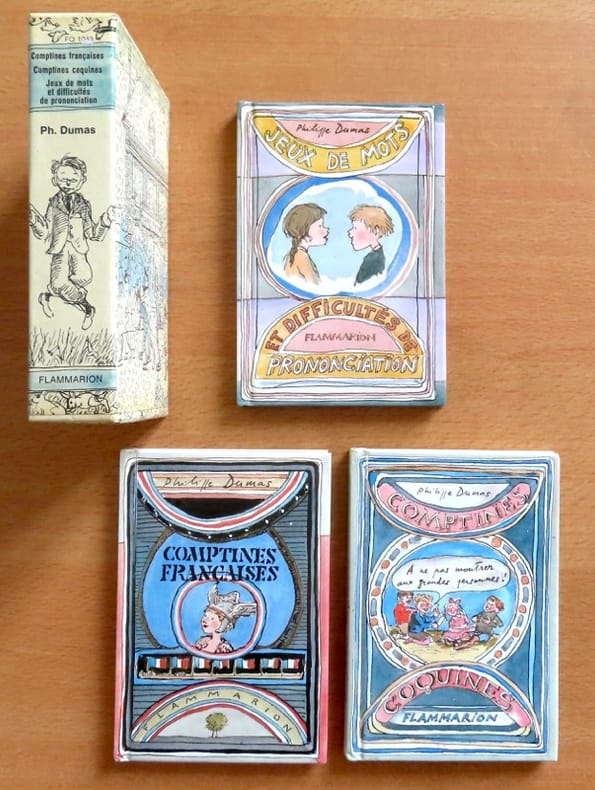 FQ 1043
Comptines françaises
Comptines coquines
Jeux de mots
et difficultés
de prononciation
Ph. Dumas
FLAMMARION
Philippe Dumas
JEUX DE MOTS
ET DIFFICULTÉS DE
FLAMMARION
PRONONCIATION
Philippe Dumas
COMPTINES
FRANÇAISES
FLAMMARION
Philippe Dumas
COMPTINES
A ne pas montrer
aux grandes personnes!
COQUINES
FLAMMARION